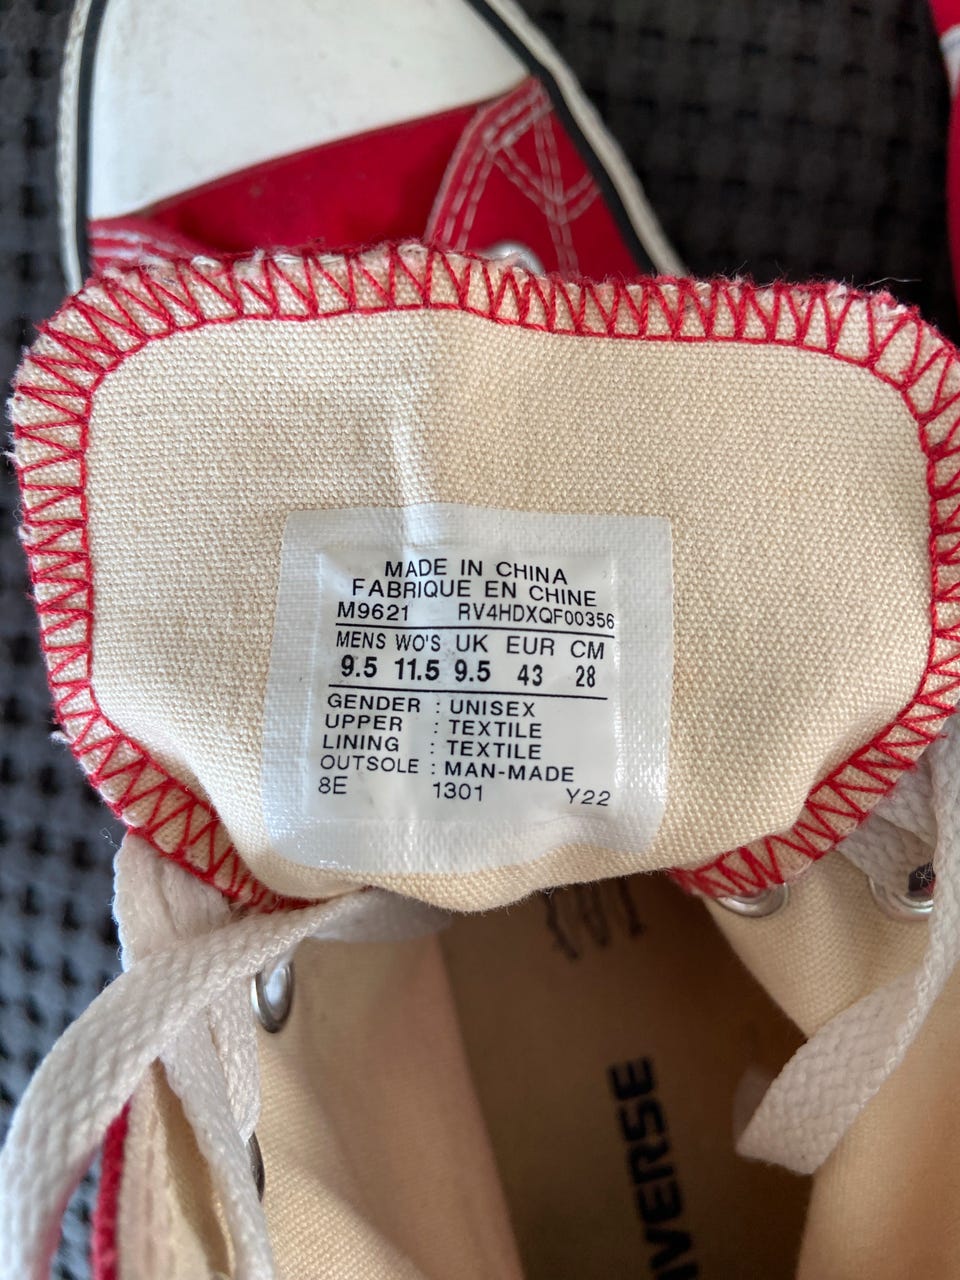 MADE IN CHINA
FABRIQUE EN CHINE
M9621 RV4HDXQF00356
MENS WO'S UK EUR CM
9.5 11.5 9.5 43 28
GENDER : UNISEX
UPPER : TEXTILE
LINING : TEXTILE
OUTSOLE : MAN-MADE
8E 1301 Y22
VERSE